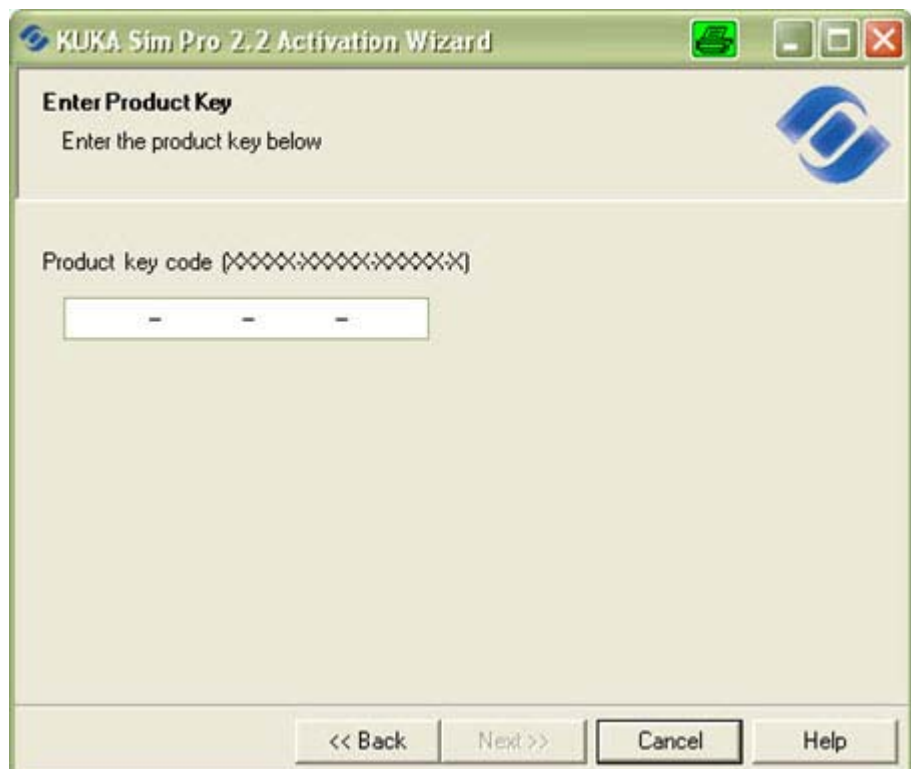 KUKA Sim Pro 2.2 Activation Wizard
Enter Product Key
Enter the product key below
Product key code (XXXXX-XXXXX-XXXXX-X)
- - -
<< Back Next >> Cancel Help